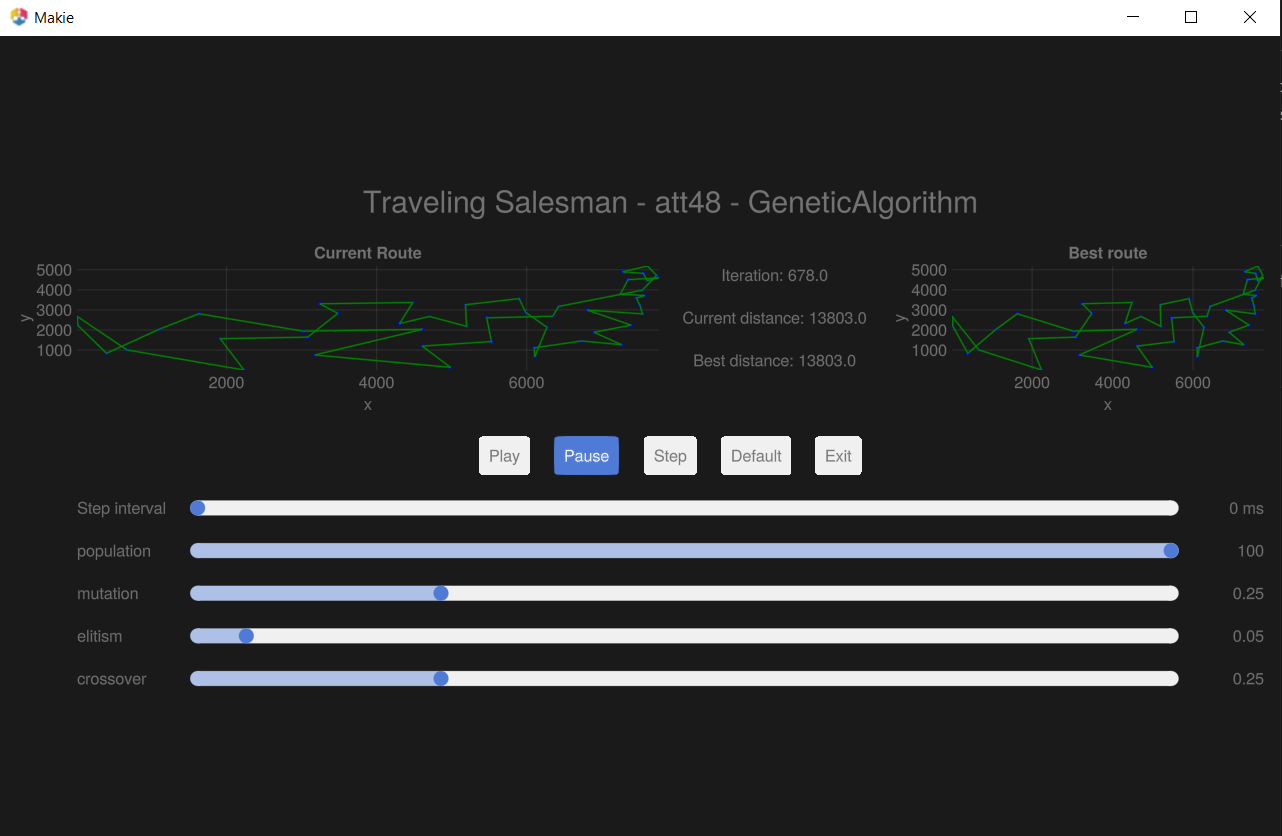 Makie
Traveling Salesman - att48 - GeneticAlgorithm
Current Route
5000
4000
3000
2000
1000
y
2000 4000 6000
x
Iteration: 678.0
Current distance: 13803.0
Best distance: 13803.0
Best route
5000
4000
3000
2000
1000
y
2000 4000 6000
x
Play Pause Step Default Exit
Step interval 0 ms
population 100
mutation 0.25
elitism 0.05
crossover 0.25